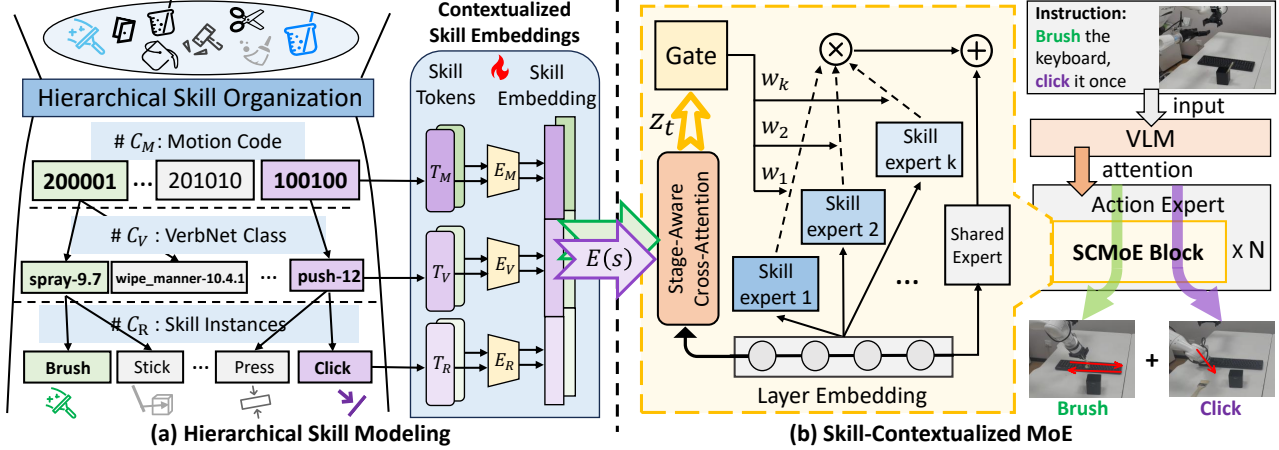 Hierarchical Skill Organization
# C_M: Motion Code
200001 ... 201010 100100
# C_V : VerbNet Class
spray-9.7 wipe_manner-10.4.1 ... push-12
# C_R : Skill Instances
Brush Stick ... Press Click
(a) Hierarchical Skill Modeling
Contextualized
Skill Embeddings
Skill
Tokens
Skill
Embedding
T_M E_M
T_V E_V
T_R E_R
E(s)
Gate
z_t
Stage-Aware
Cross-Attention
w_k
w_2
w_1
Skill
expert k
Skill
expert 2
Skill
expert 1
...
Shared
Expert
Layer Embedding
(b) Skill-Contextualized MoE
Instruction:
Brush the
keyboard,
click it once
input
VLM
attention
Action Expert
SCMoE Block
x N
+
Brush Click